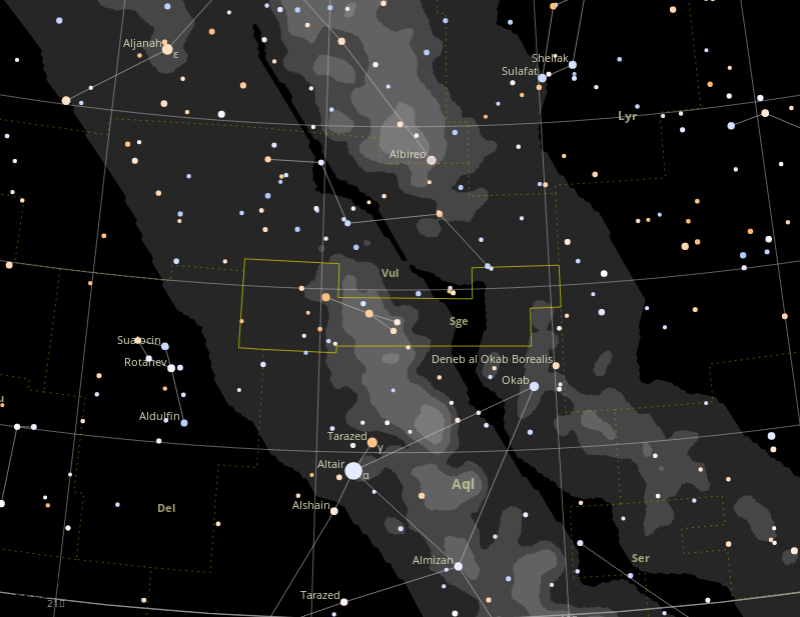 Aljanah
ε
Sheliak
Sulafat
Lyr
Albireo
Vul
Sge
Sualocin
Rotanev
Deneb al Okab Borealis
Okab
Aldulfin
Tarazed
γ
Altair
α
Aql
Alshain
Del
Almizan
Ser
Tarazed